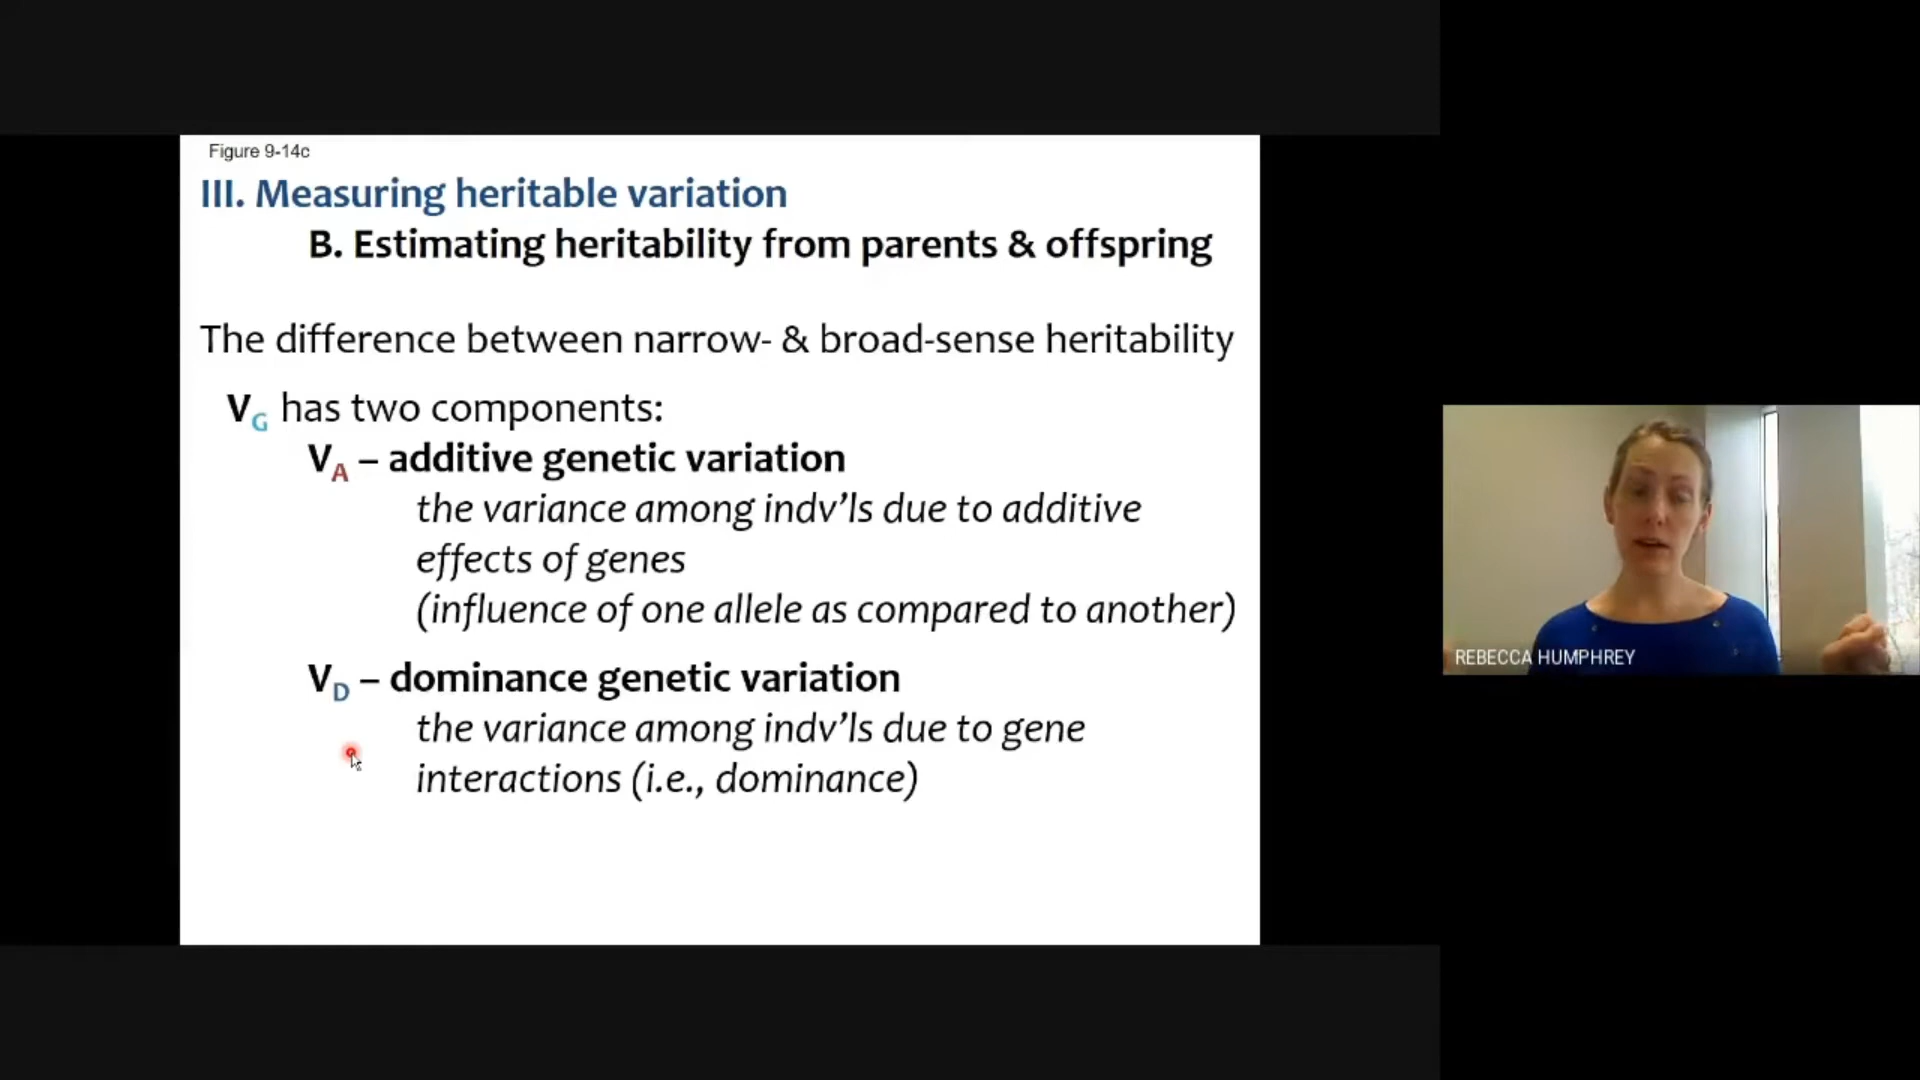 Figure 9-14c
III. Measuring heritable variation
B. Estimating heritability from parents & offspring
The difference between narrow- & broad-sense heritability
VG has two components:
VA – additive genetic variation
the variance among indv’ls due to additive
effects of genes
(influence of one allele as compared to another)
VD – dominance genetic variation
the variance among indv’ls due to gene
interactions (i.e., dominance)
REBECCA HUMPHREY